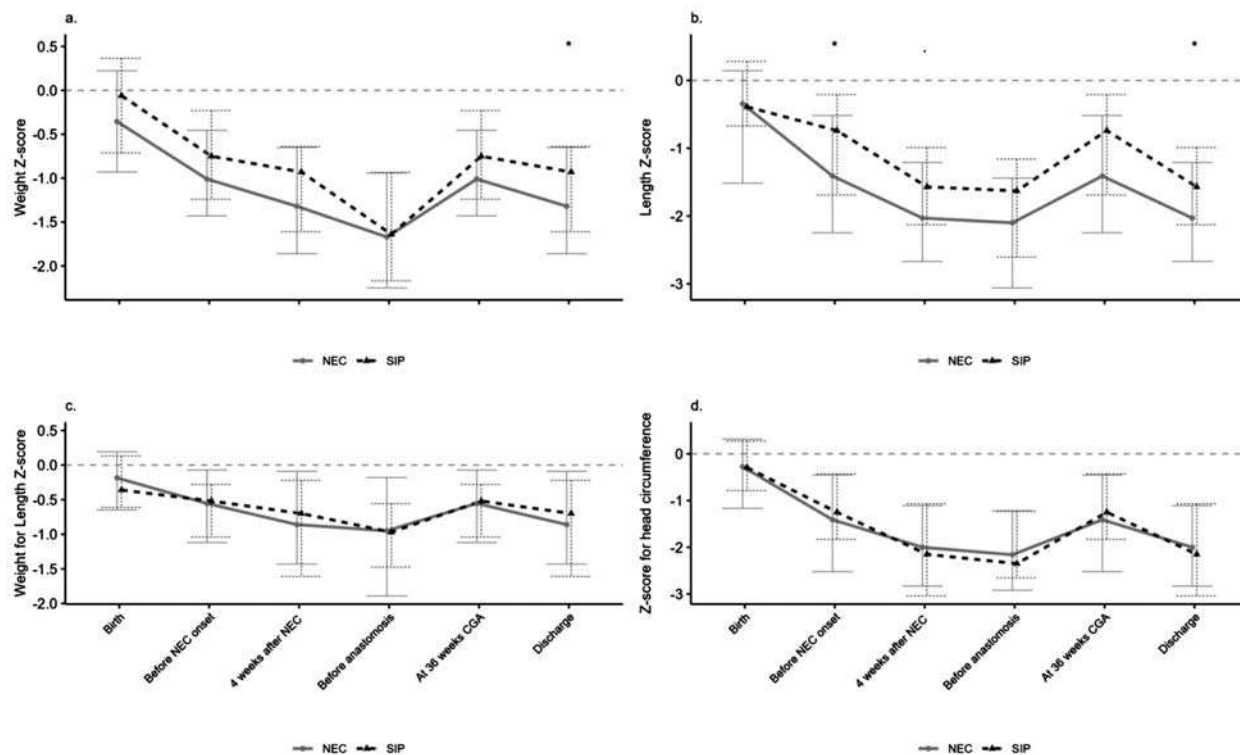 a.
Weight Z-score
0.5
0.0
-0.5
-1.0
-1.5
-2.0
*
NEC SIP
b.
Length Z-score
0
-1
-2
-3
*
.
*
NEC SIP
c.
Weight for Length Z-score
0.5
0.0
-0.5
-1.0
-1.5
-2.0
Birth
Before NEC onset
4 weeks after NEC
Before anastomosis
At 36 weeks CGA
Discharge
NEC SIP
d.
Z-score for head circumference
0
-1
-2
-3
Birth
Before NEC onset
4 weeks after NEC
Before anastomosis
At 36 weeks CGA
Discharge
NEC SIP